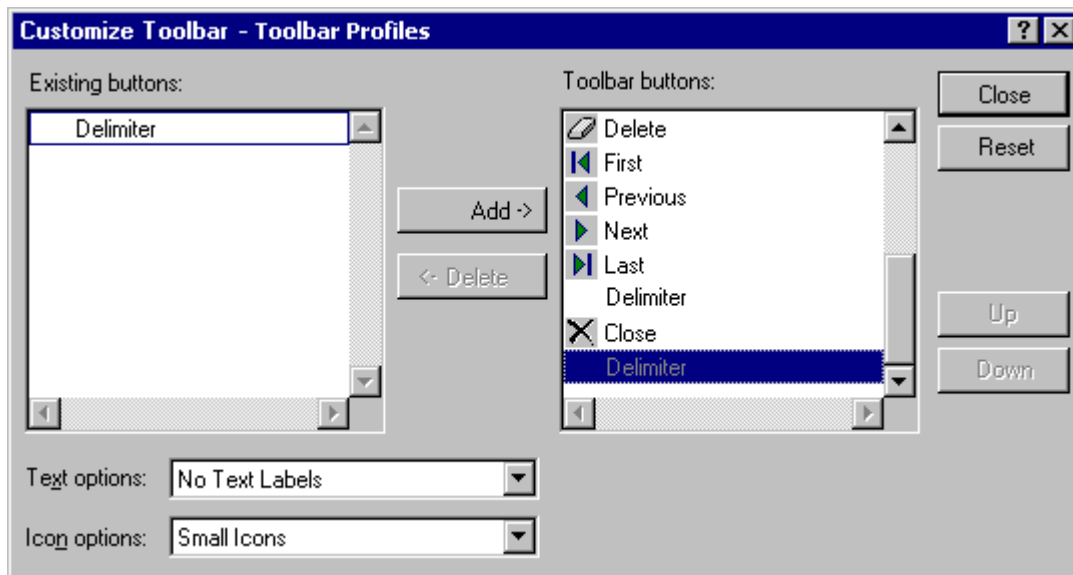 Customize Toolbar - Toolbar Profiles
Existing buttons:
Delimiter
Add ->
<- Delete
Toolbar buttons:
Delete
First
Previous
Next
Last
Delimiter
Close
Delimiter
Close
Reset
Up
Down
Text options: No Text Labels
Icon options: Small Icons